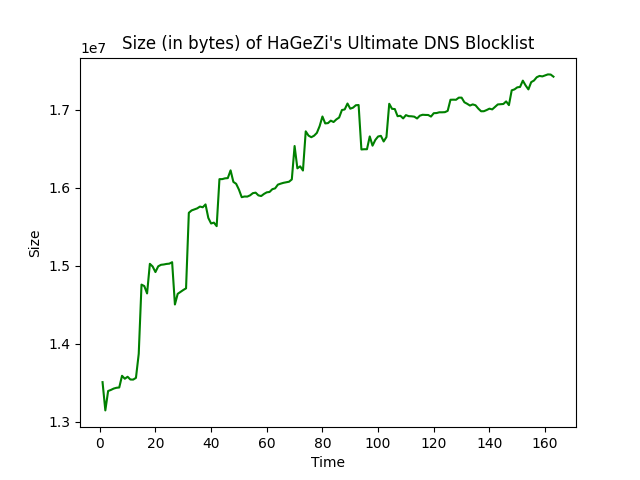 Size (in bytes) of HaGeZi's Ultimate DNS Blocklist
1e7
1.7
1.6
1.5
1.4
1.3
Size
0 20 40 60 80 100 120 140 160
Time